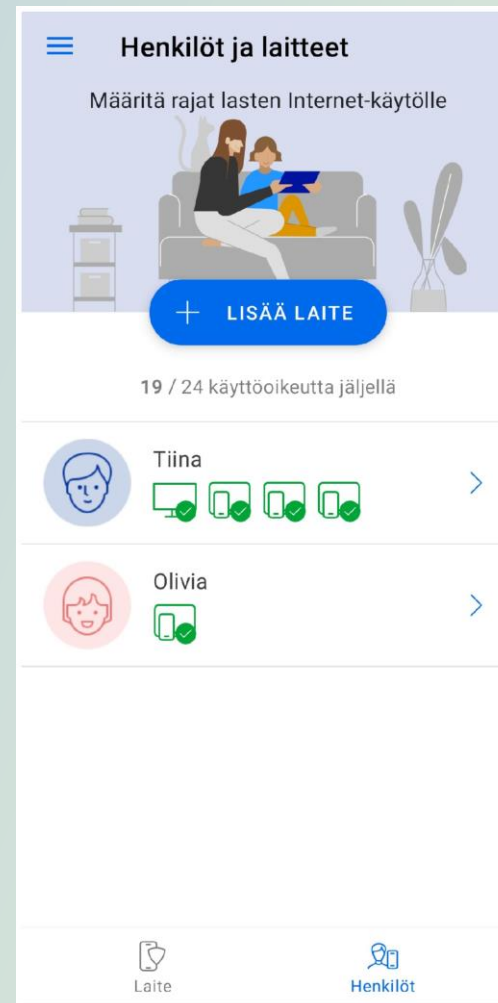 Henkilöt ja laitteet
Määritä rajat lasten Internet-käytölle
+ LISÄÄ LAITE
19 / 24 käyttöoikeutta jäljellä
Tiina
Olivia
Laite
Henkilöt